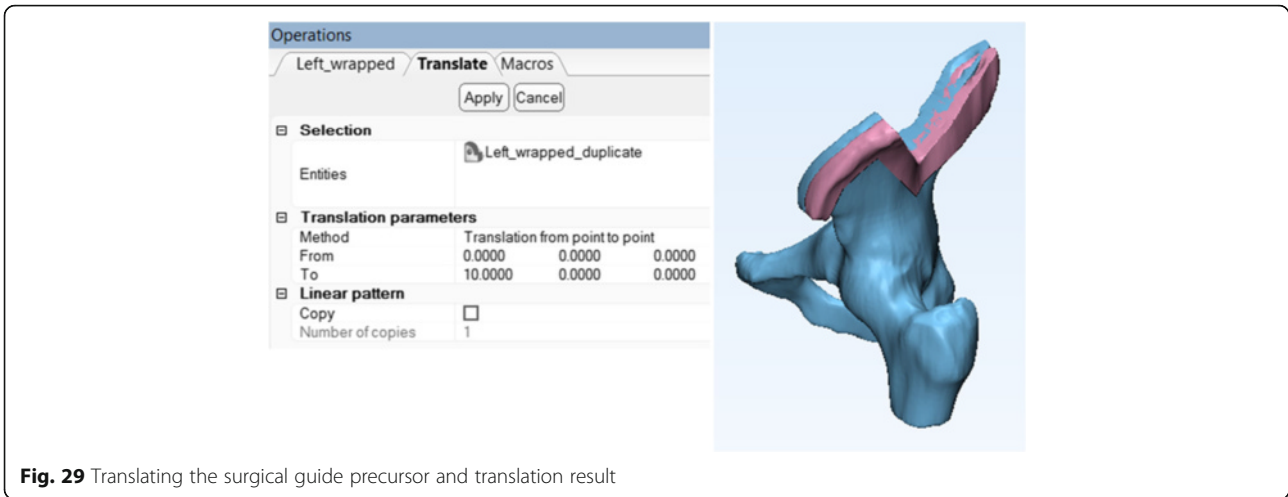 Operations
Left_wrapped Translate Macros
Apply Cancel
Selection
Left_wrapped_duplicate
Entities
Translation parameters
Method Translation from point to point
From 0.0000 0.0000 0.0000
To 10.0000 0.0000 0.0000
Linear pattern
Copy
Number of copies 1
Fig. 29 Translating the surgical guide precursor and translation result